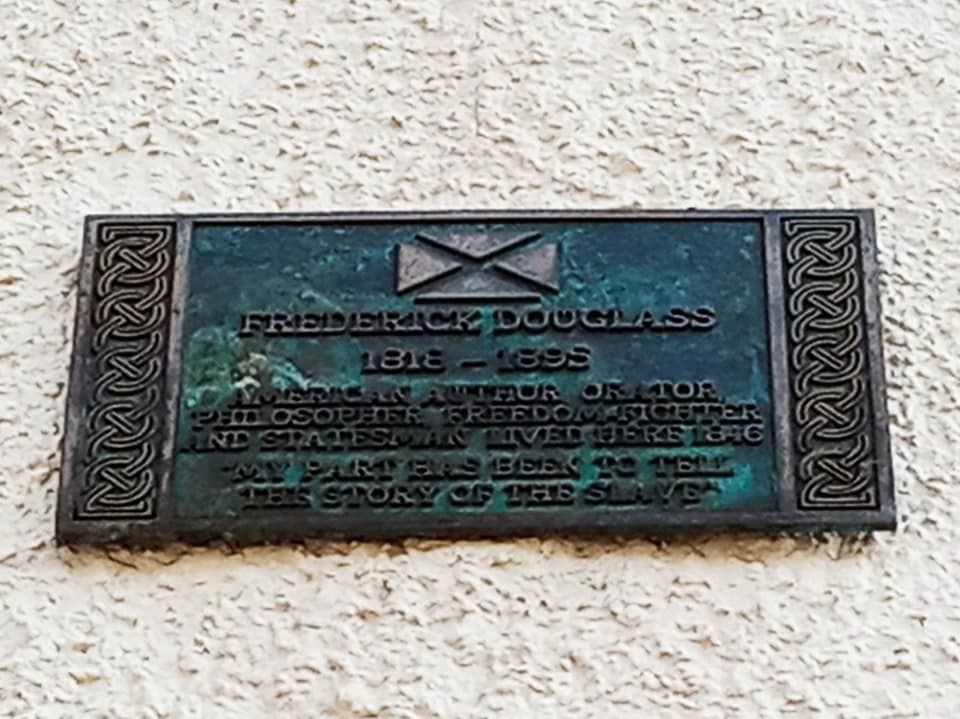 FREDERICK DOUGLASS
1818 – 1895
AMERICAN AUTHOR ORATOR
PHILOSOPHER FREEDOM-FIGHTER
AND STATESMAN LIVED HERE 1846
"MY PART HAS BEEN TO TELL
THE STORY OF THE SLAVE"